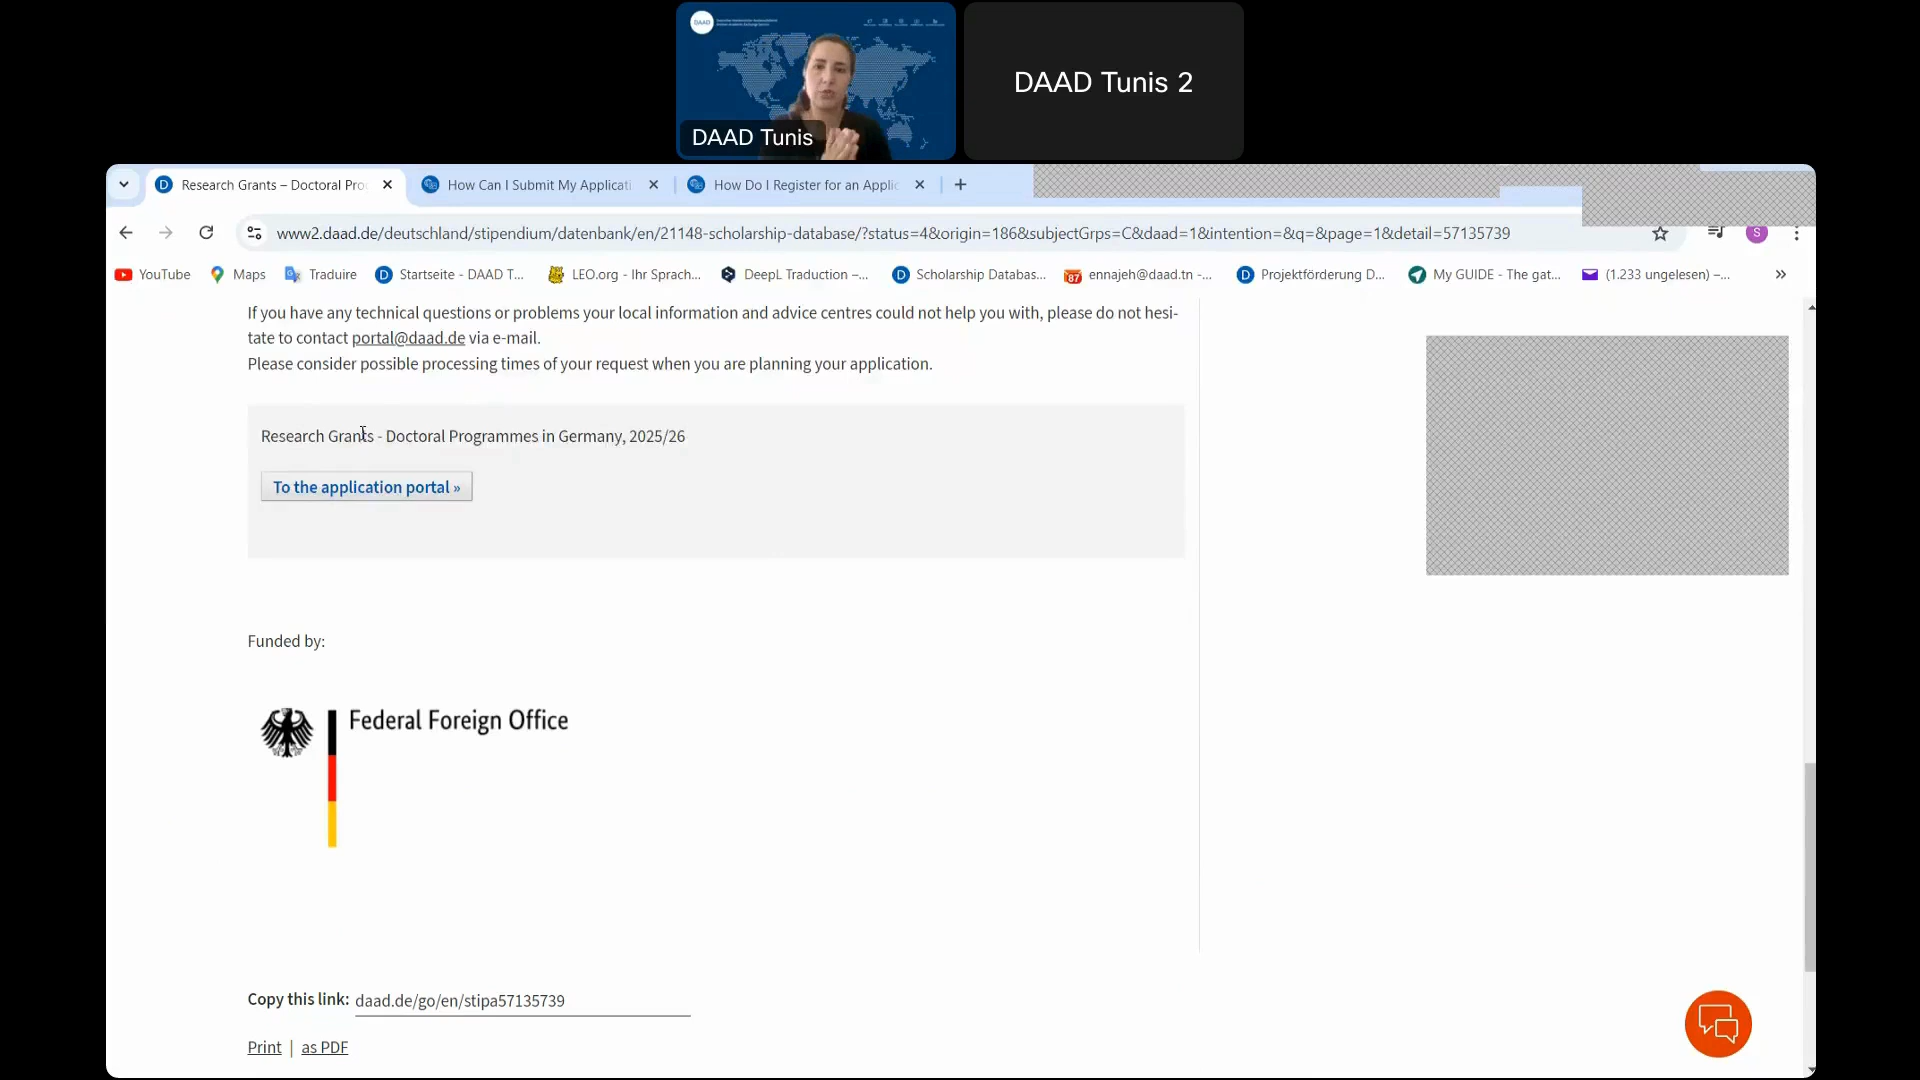 DAAD
DAAD Tunis
DAAD Tunis 2
Research Grants – Doctoral Pro
How Can I Submit My Applicati
How Do I Register for an Applic
www2.daad.de/deutschland/stipendium/datenbank/en/21148-scholarship-database/?status=4&origin=186&subjectGrps=C&daad=1&intention=&q=&page=1&detail=57135739
S
YouTube
Maps
Traduire
Startseite - DAAD T...
LEO.org - Ihr Sprach...
DeepL Traduction –...
Scholarship Databas...
87
ennajeh@daad.tn -...
Projektförderung D...
My GUIDE - The gat...
(1.233 ungelesen) –...
If you have any technical questions or problems your local information and advice centres could not help you with, please do not hesi-
tate to contact portal@daad.de via e-mail.
Please consider possible processing times of your request when you are planning your application.
Research Grants - Doctoral Programmes in Germany, 2025/26
To the application portal »
Funded by:
Federal Foreign Office
Copy this link: daad.de/go/en/stipa57135739
Print | as PDF